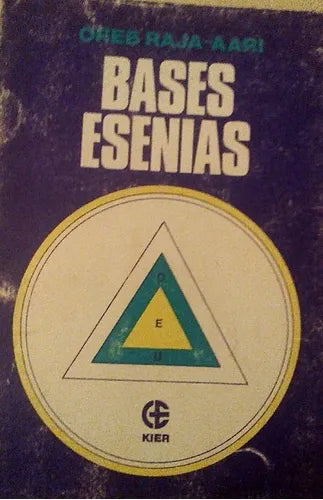 OREB RAJA-AARI
BASES
ESENIAS
O
E
U
KIER